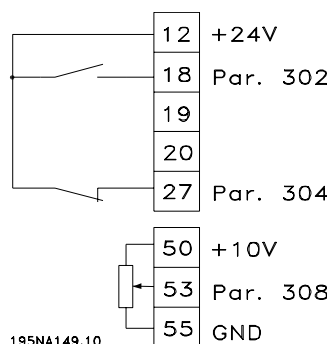 12 +24V
18 Par. 302
19
20
27 Par. 304
50 +10V
53 Par. 308
55 GND
195NA149.10